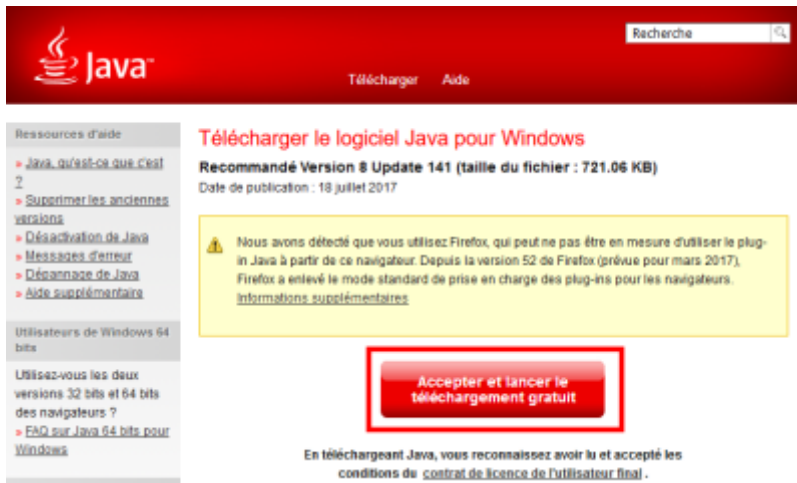 Java™
Recherche
Télécharger Aide
Ressources d'aide
» Java, qu'est-ce que c'est
?
» Supprimer les anciennes
versions
» Désactivation de Java
» Messages d'erreur
» Dépannage de Java
» Aide supplémentaire
Utilisateurs de Windows 64
bits
Utilisez-vous les deux
versions 32 bits et 64 bits
des navigateurs ?
» FAQ sur Java 64 bits pour
Windows
Télécharger le logiciel Java pour Windows
Recommandé Version 8 Update 141 (taille du fichier : 721.06 KB)
Date de publication : 18 juillet 2017
Nous avons détecté que vous utilisez Firefox, qui peut ne pas être en mesure d'utiliser le plug-
in Java à partir de ce navigateur. Depuis la version 52 de Firefox (prévue pour mars 2017),
Firefox a enlevé le mode standard de prise en charge des plug-ins pour les navigateurs.
Informations supplémentaires
Accepter et lancer le
téléchargement gratuit
En téléchargeant Java, vous reconnaissez avoir lu et accepté les
conditions du contrat de licence de l'utilisateur final .